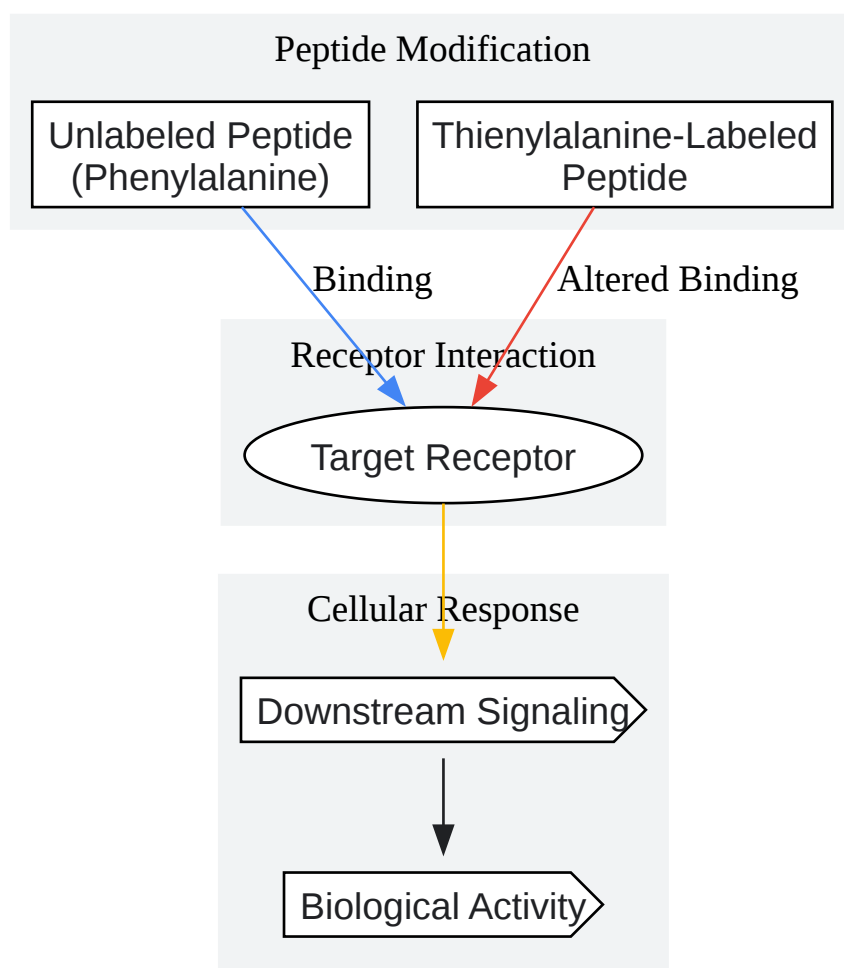 Peptide Modification
Unlabeled Peptide
(Phenylalanine)
Thienylalanine-Labeled
Peptide
Binding
Altered Binding
Receptor Interaction
Target Receptor
Cellular Response
Downstream Signaling
Biological Activity